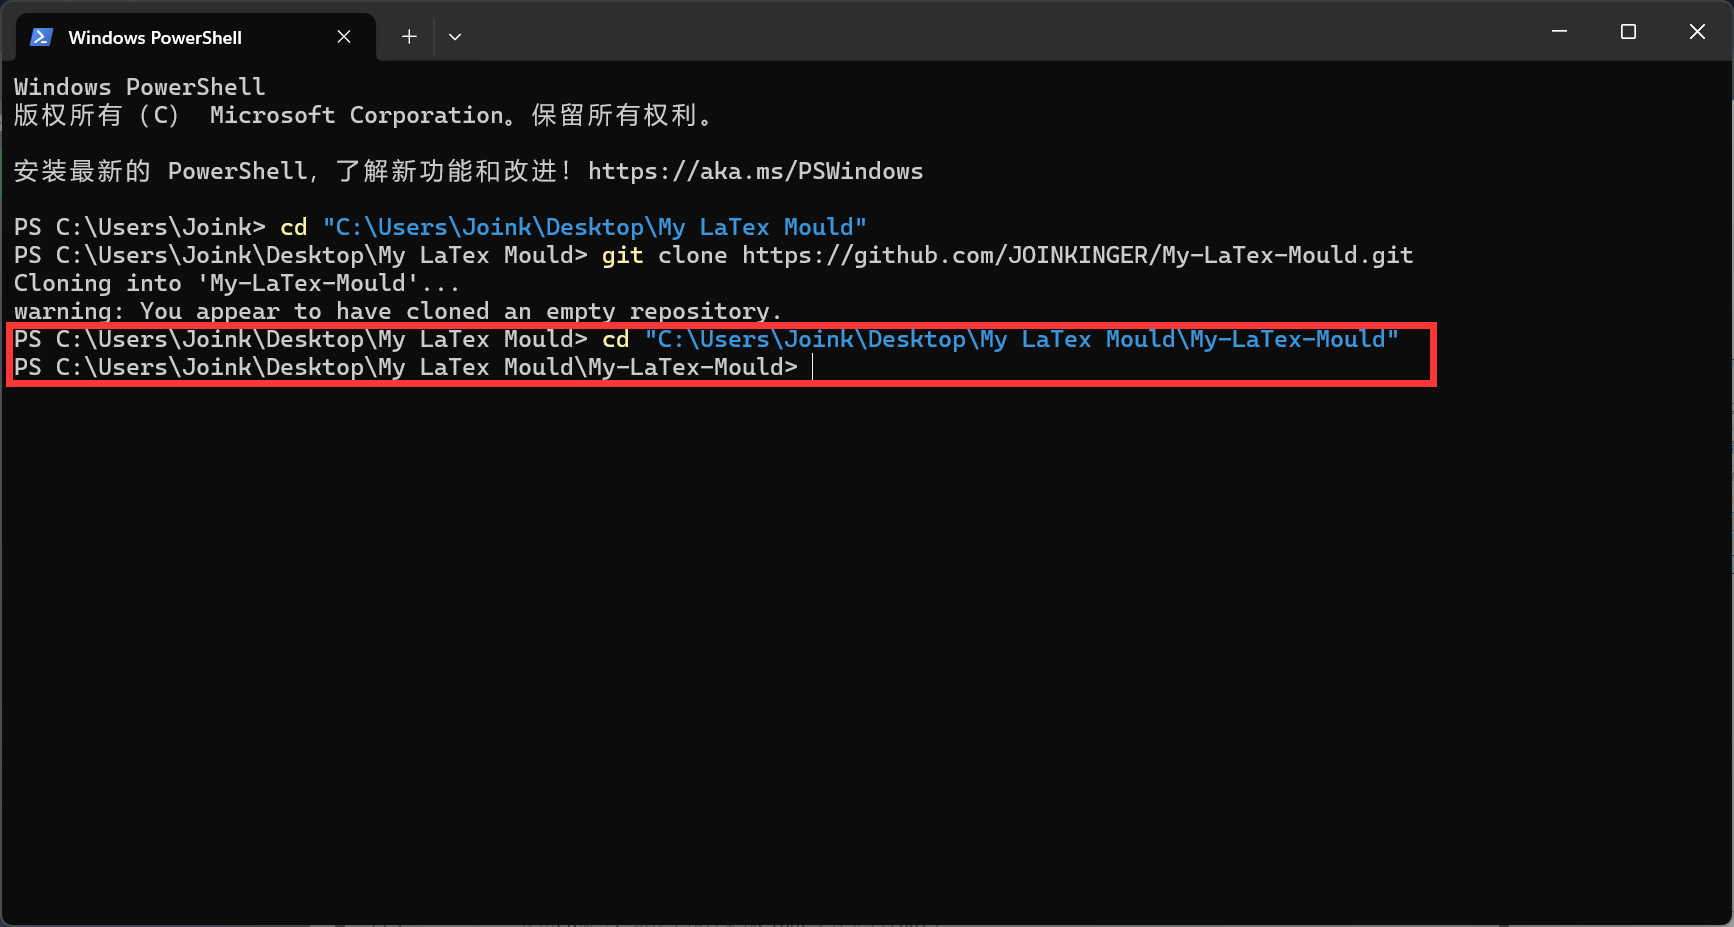 Windows PowerShell
Windows PowerShell
版权所有 (C) Microsoft Corporation。保留所有权利。
安装最新的 PowerShell，了解新功能和改进！https://aka.ms/PSWindows
PS C:\Users\Joink> cd "C:\Users\Joink\Desktop\My LaTex Mould"
PS C:\Users\Joink\Desktop\My LaTex Mould> git clone https://github.com/JOINKINGER/My-LaTex-Mould.git
Cloning into 'My-LaTex-Mould'...
warning: You appear to have cloned an empty repository.
PS C:\Users\Joink\Desktop\My LaTex Mould> cd "C:\Users\Joink\Desktop\My LaTex Mould\My-LaTex-Mould"
PS C:\Users\Joink\Desktop\My LaTex Mould\My-LaTex-Mould>